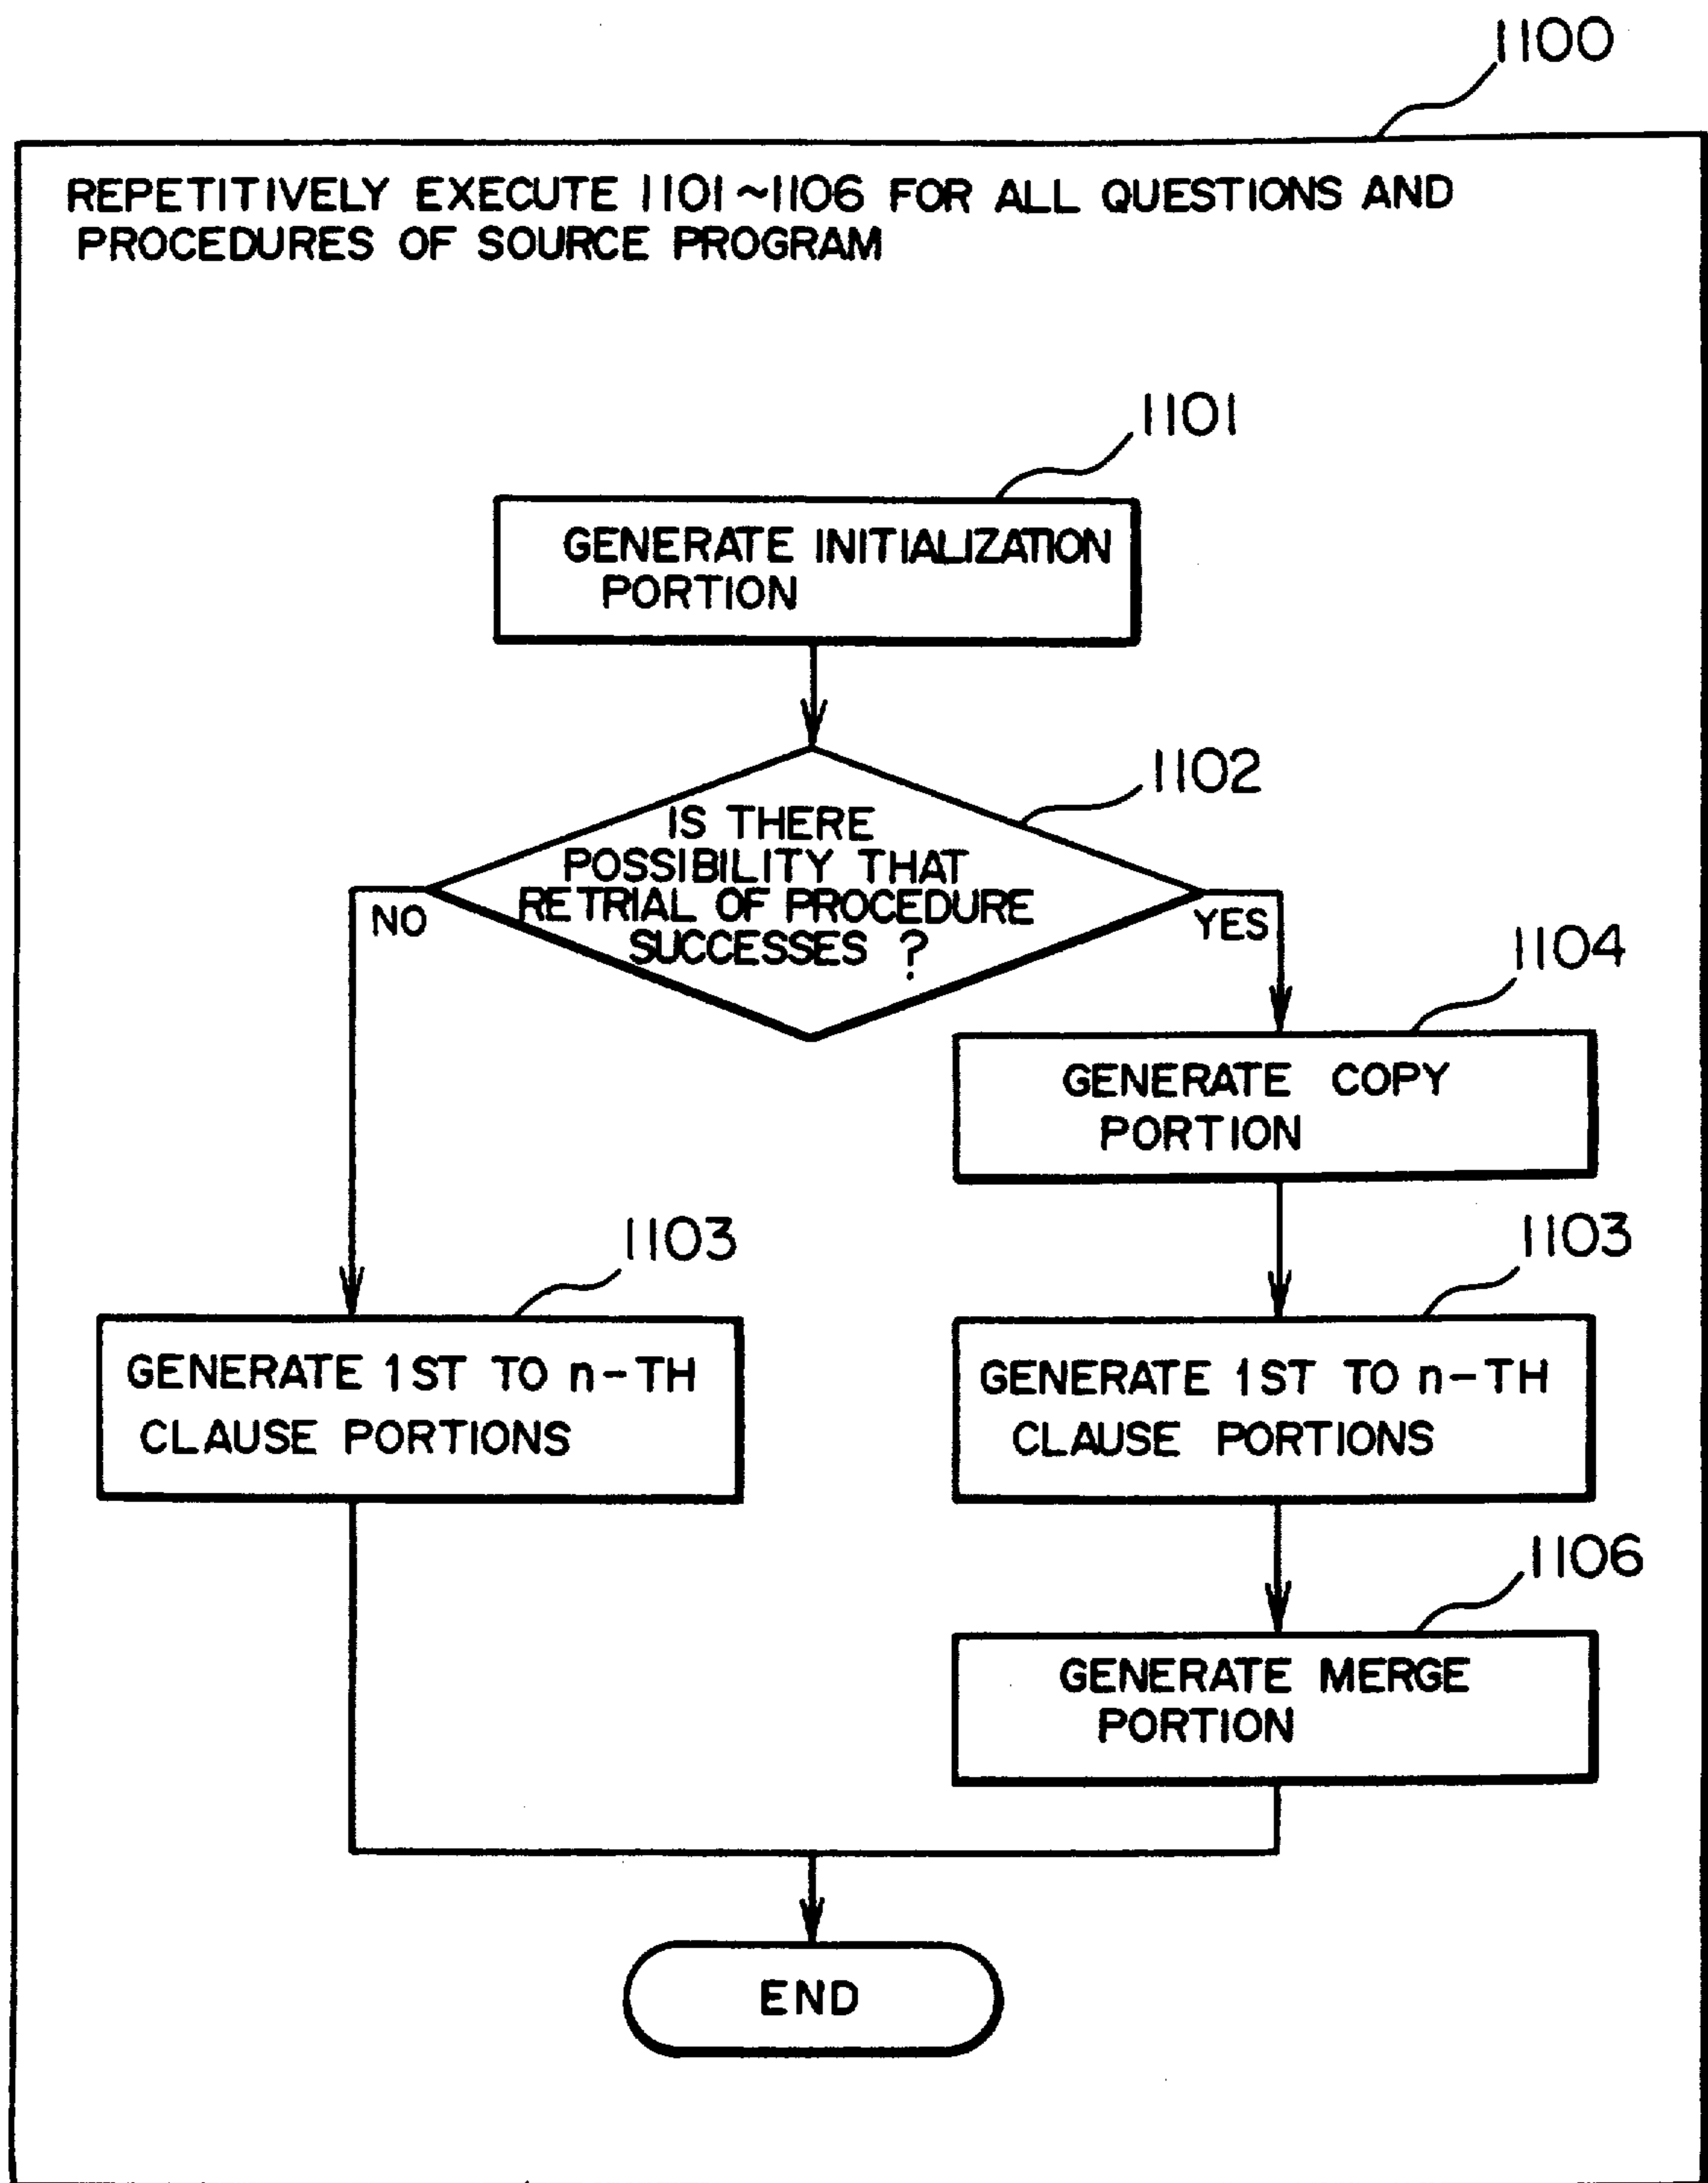 1100
REPETITIVELY EXECUTE 1101~1106 FOR ALL QUESTIONS AND
PROCEDURES OF SOURCE PROGRAM
1101
GENERATE INITIALIZATION
PORTION
1102
IS THERE
POSSIBILITY THAT
RETRIAL OF PROCEDURE
SUCCESSES ?
NO
YES
1104
GENERATE COPY
PORTION
1103
GENERATE 1ST TO n-TH
CLAUSE PORTIONS
1103
GENERATE 1ST TO n-TH
CLAUSE PORTIONS
1106
GENERATE MERGE
PORTION
END